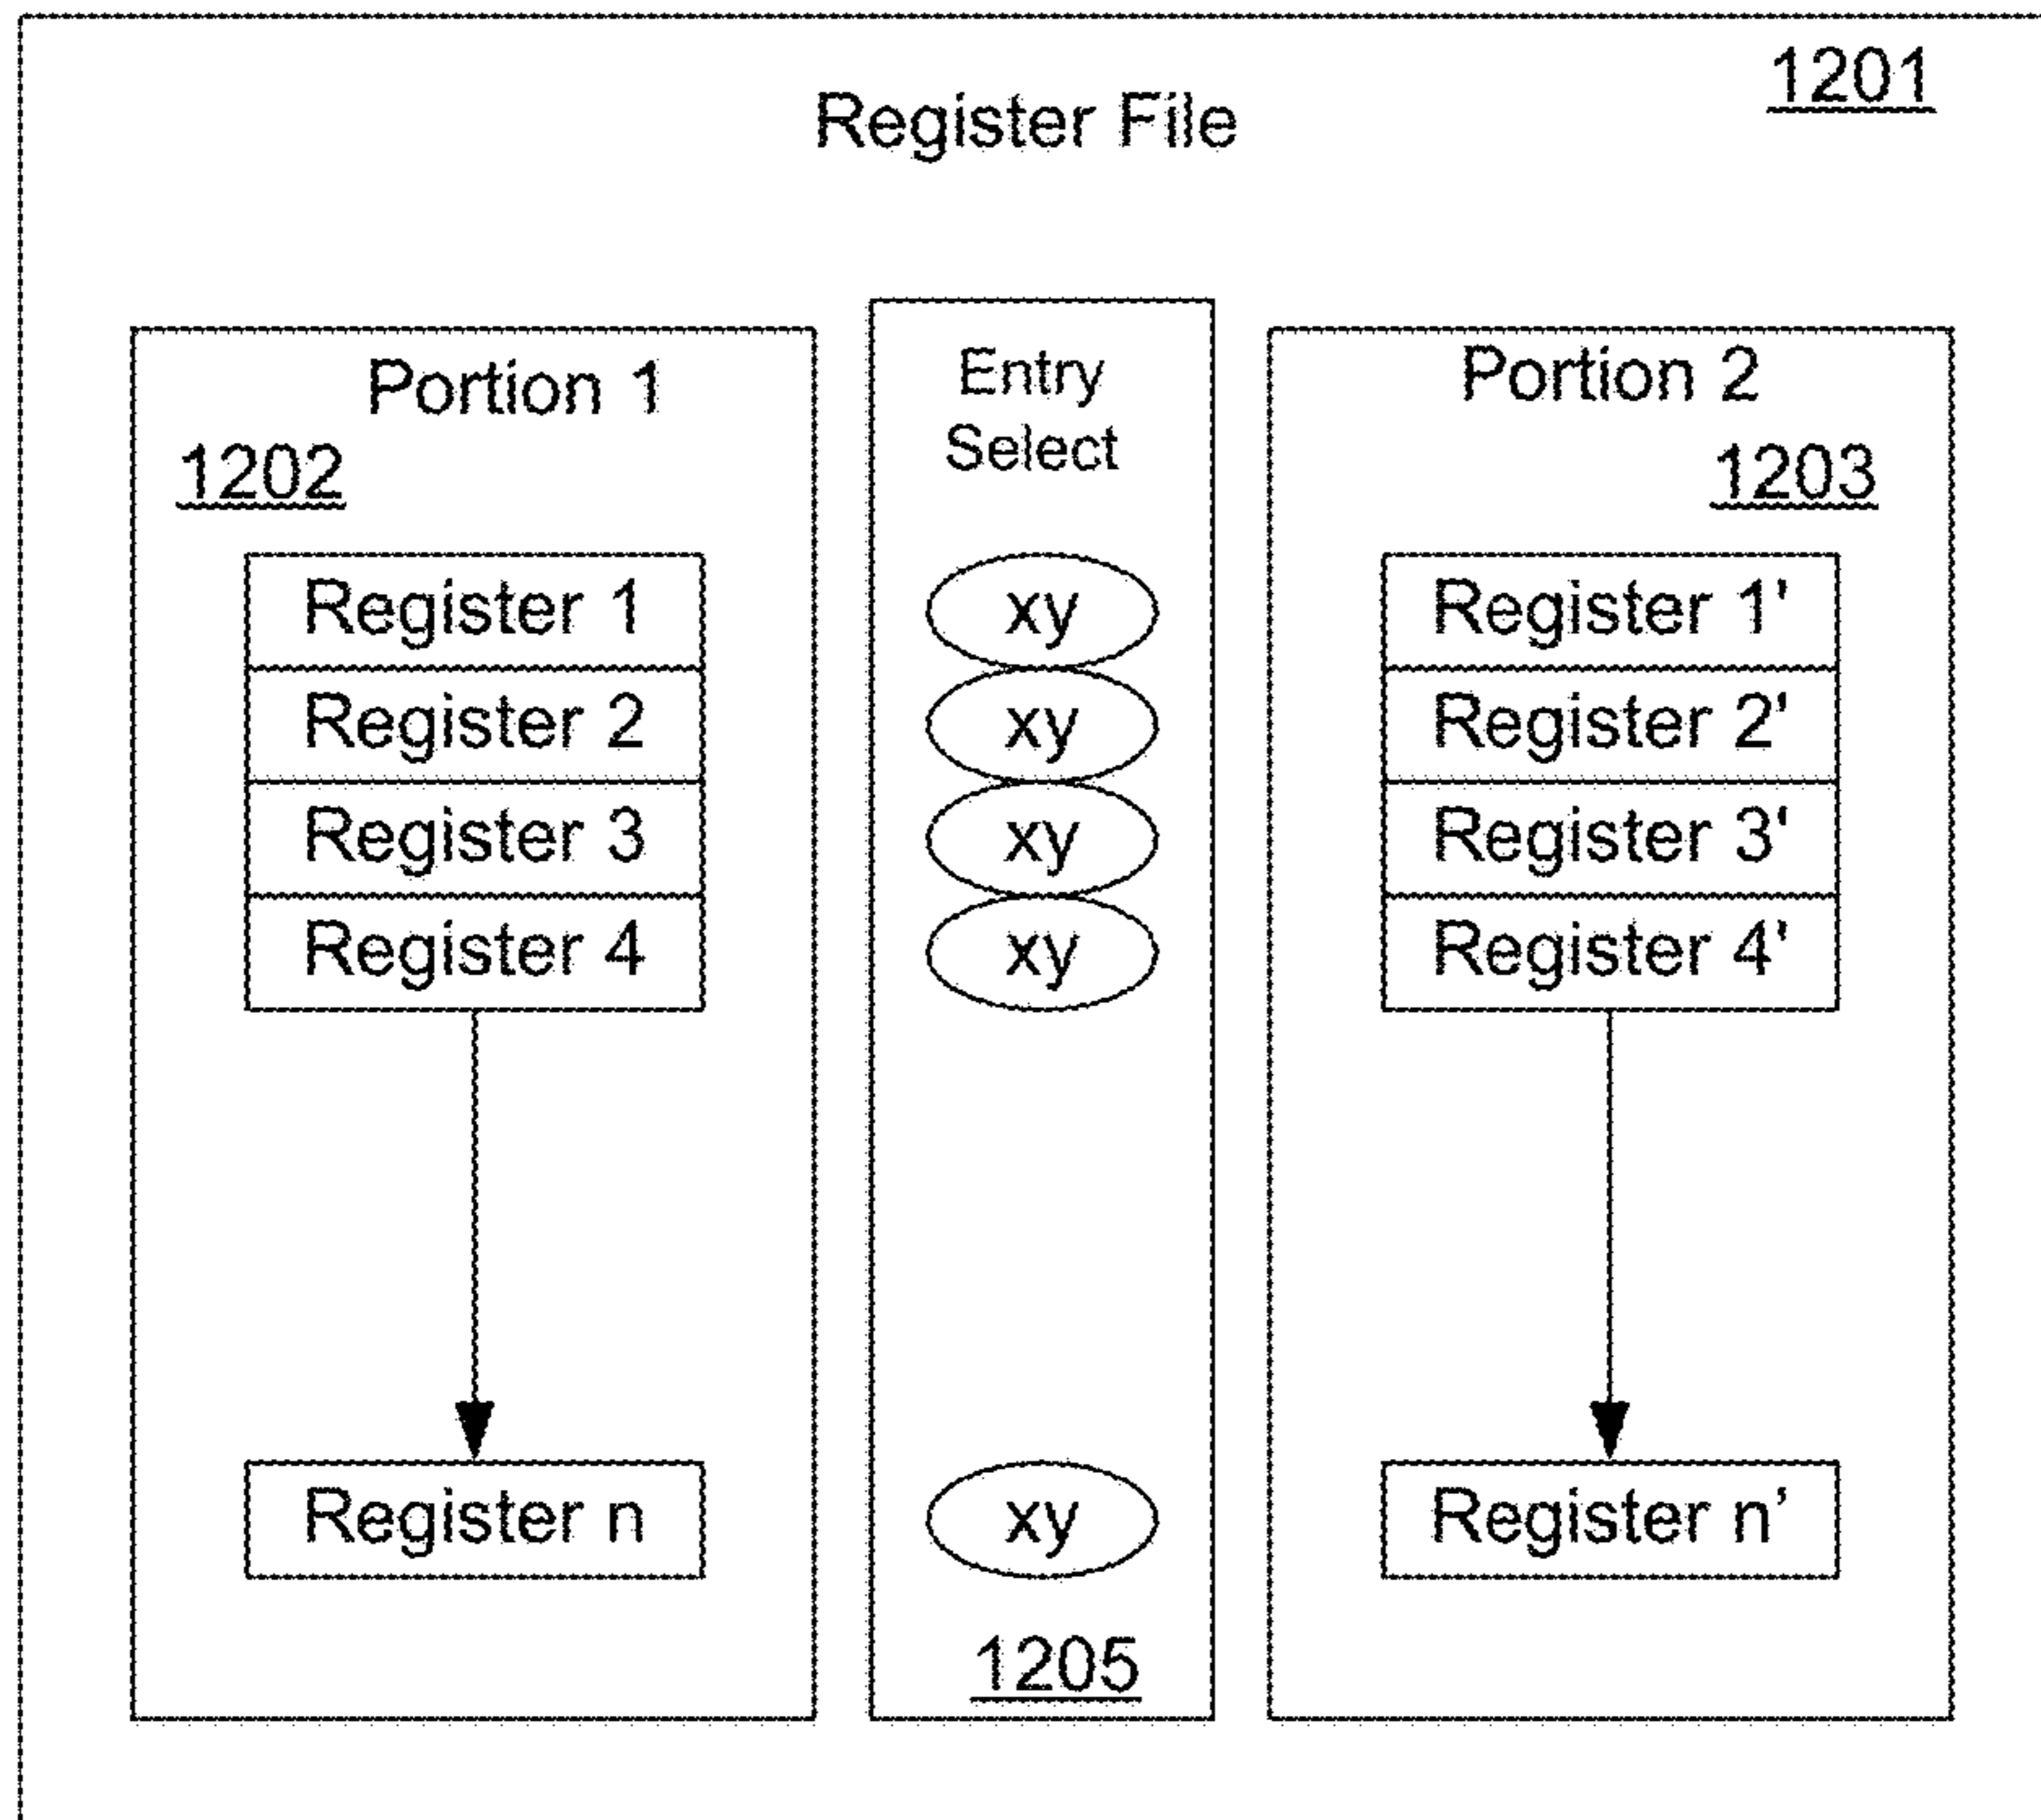 1201
Register File
Portion 1
1202
Register 1
Register 2
Register 3
Register 4
Register n
Entry
Select
xy
xy
xy
xy
xy
1205
Portion 2
1203
Register 1'
Register 2'
Register 3'
Register 4'
Register n’